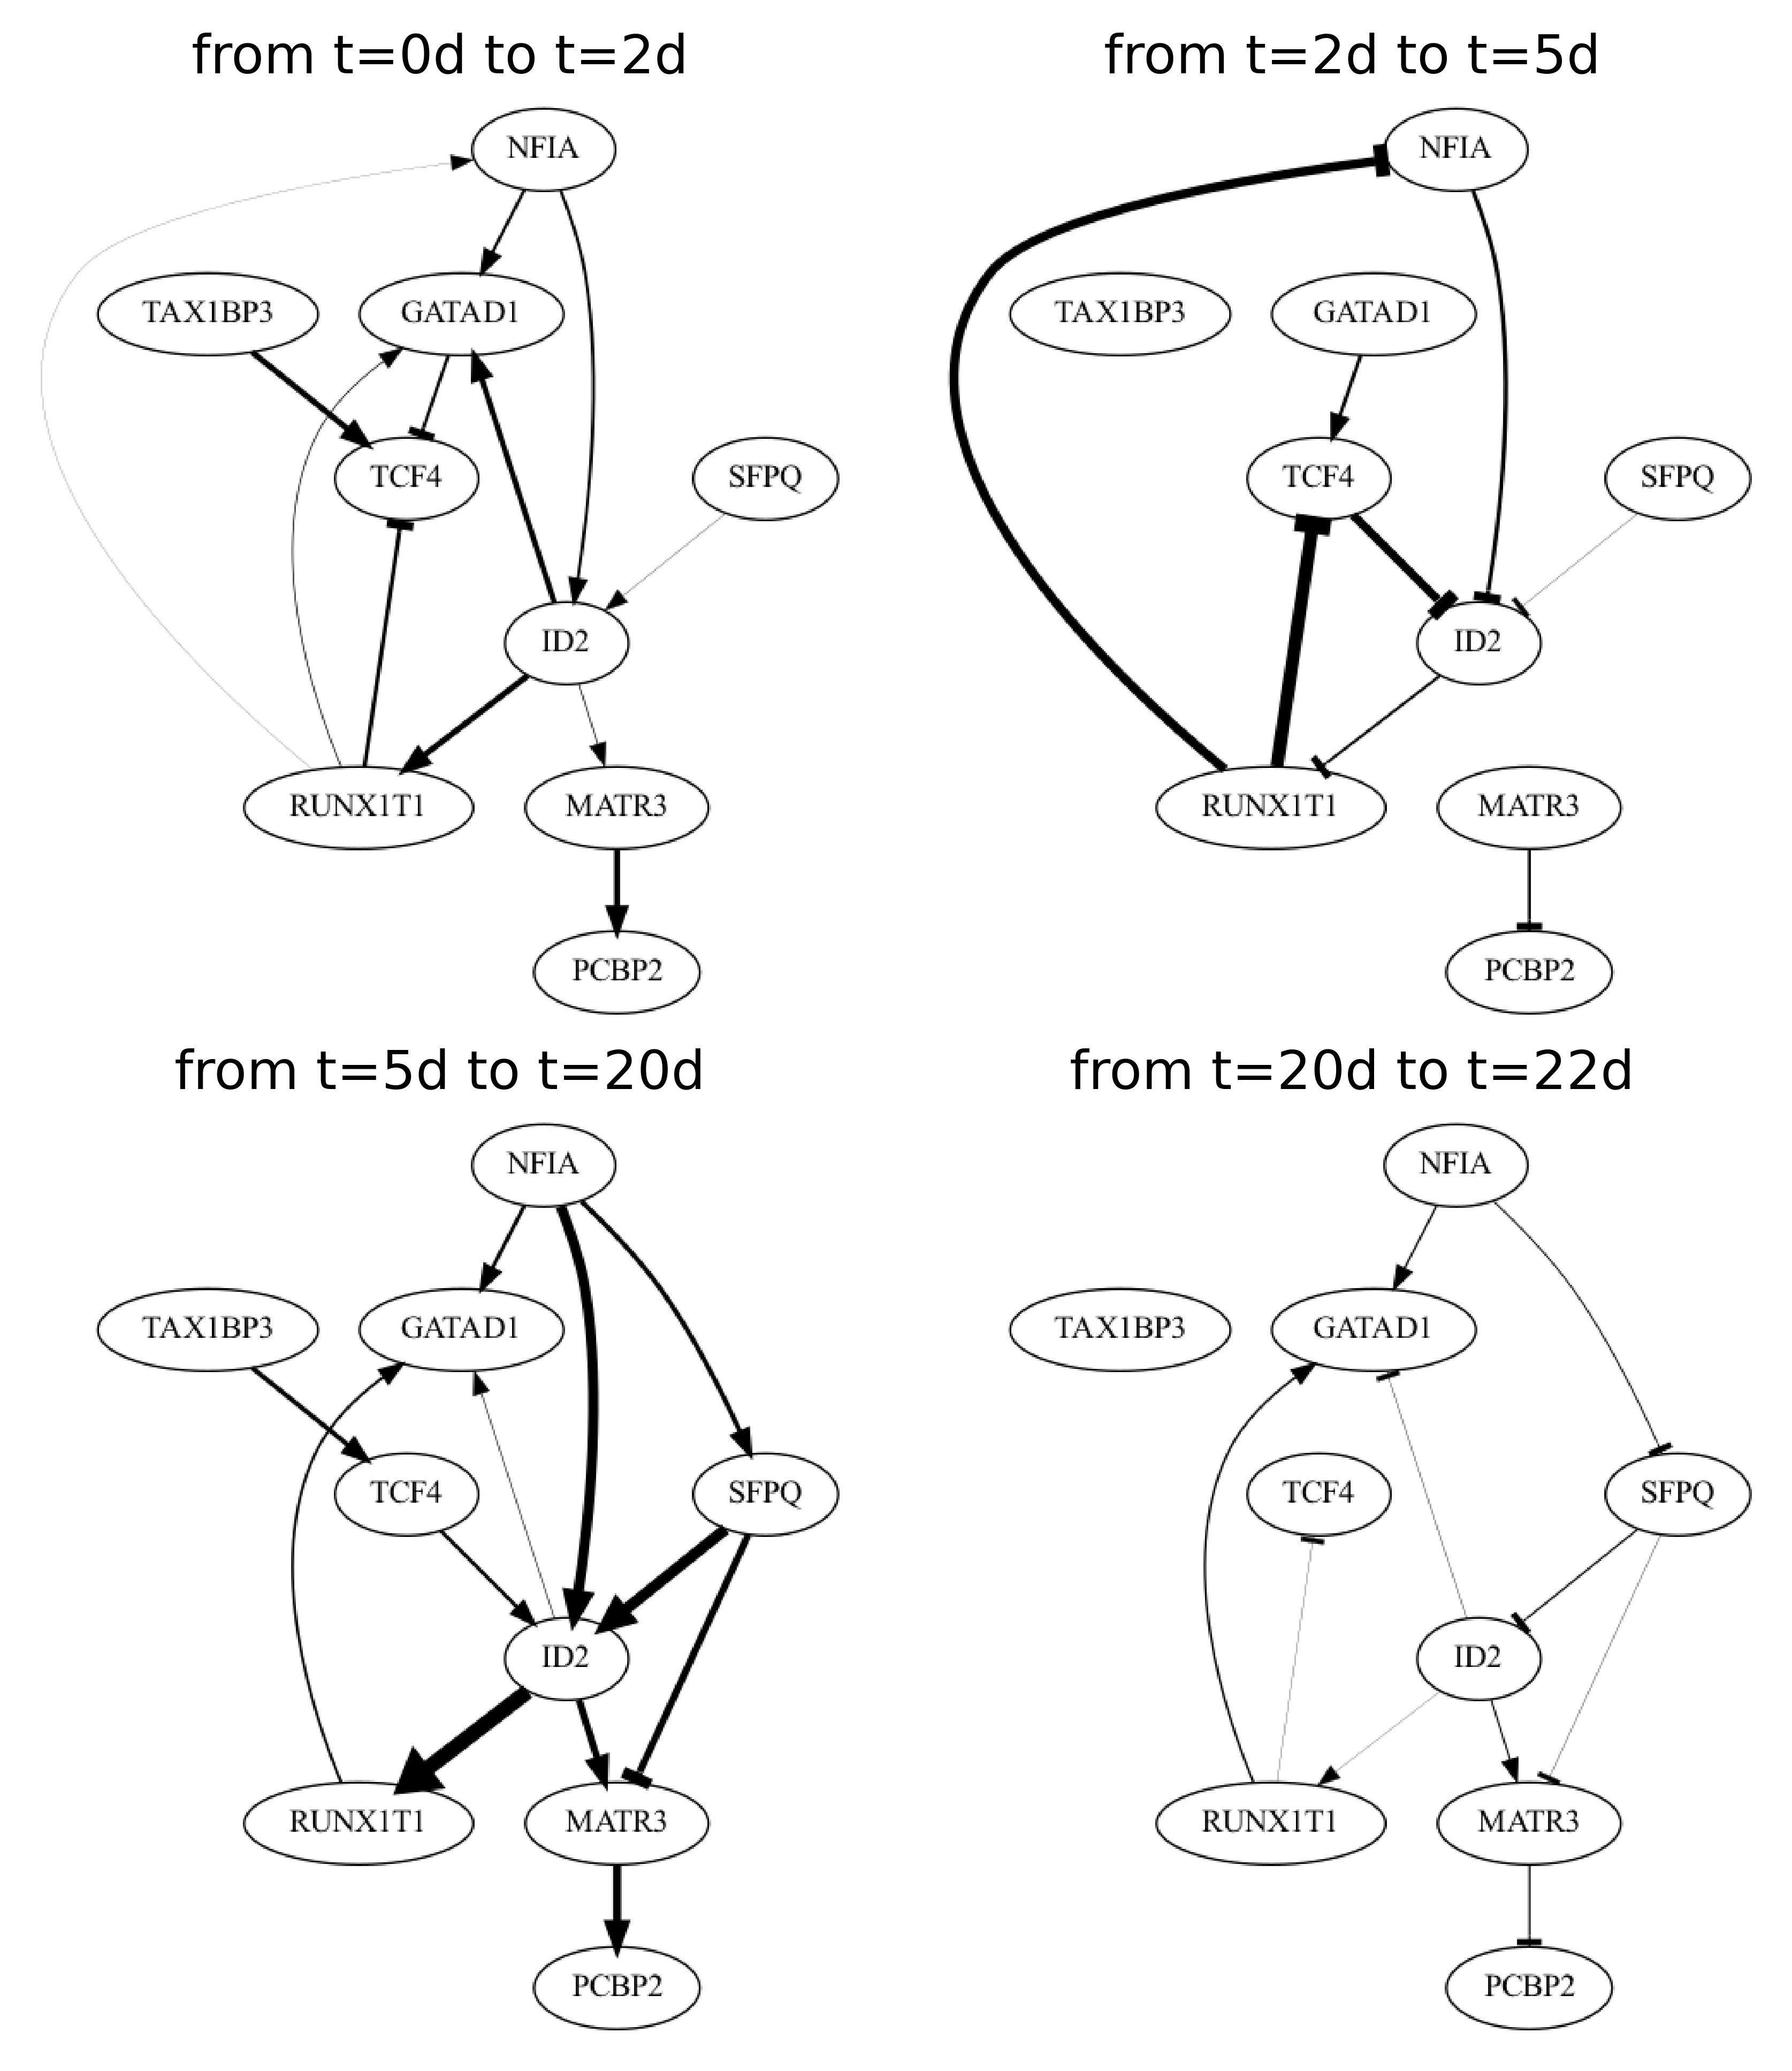 from t=0d to t=2d
NFIA
TAX1BP3
GATAD1
TCF4
SFPQ
ID2
RUNX1T1
MATR3
PCBP2
from t=2d to t=5d
NFIA
TAX1BP3
GATAD1
TCF4
SFPQ
ID2
RUNX1T1
MATR3
PCBP2
from t=5d to t=20d
NFIA
TAX1BP3
GATAD1
TCF4
SFPQ
ID2
RUNX1T1
MATR3
PCBP2
from t=20d to t=22d
NFIA
TAX1BP3
GATAD1
TCF4
SFPQ
ID2
RUNX1T1
MATR3
PCBP2